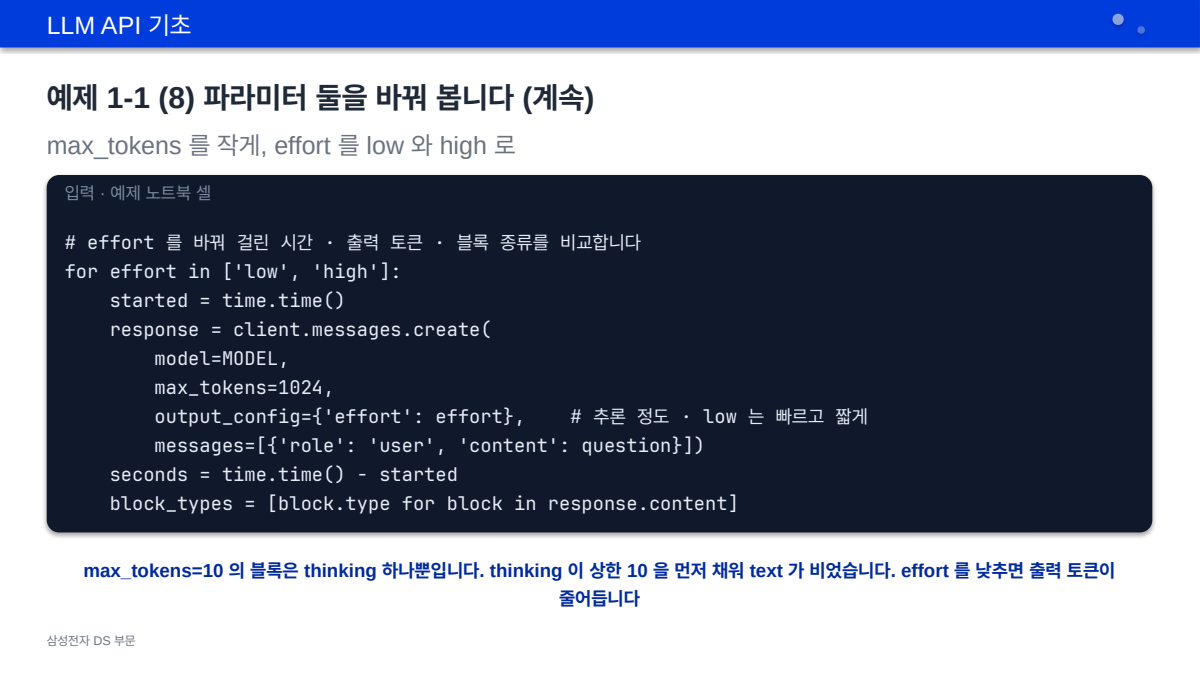 LLM API 기초
예제 1-1 (8) 파라미터 둘을 바꿔 봅니다 (계속)
max_tokens 를 작게, effort 를 low 와 high 로
입력 · 예제 노트북 셀
# effort 를 바꿔 걸린 시간 · 출력 토큰 · 블록 종류를 비교합니다
for effort in ['low', 'high']:
    started = time.time()
    response = client.messages.create(
        model=MODEL,
        max_tokens=1024,
        output_config={'effort': effort},    # 추론 정도 · low 는 빠르고 짧게
        messages=[{'role': 'user', 'content': question}])
    seconds = time.time() - started
    block_types = [block.type for block in response.content]
max_tokens=10 의 블록은 thinking 하나뿐입니다. thinking 이 상한 10 을 먼저 채워 text 가 비었습니다. effort 를 낮추면 출력 토큰이
줄어듭니다
삼성전자 DS 부문